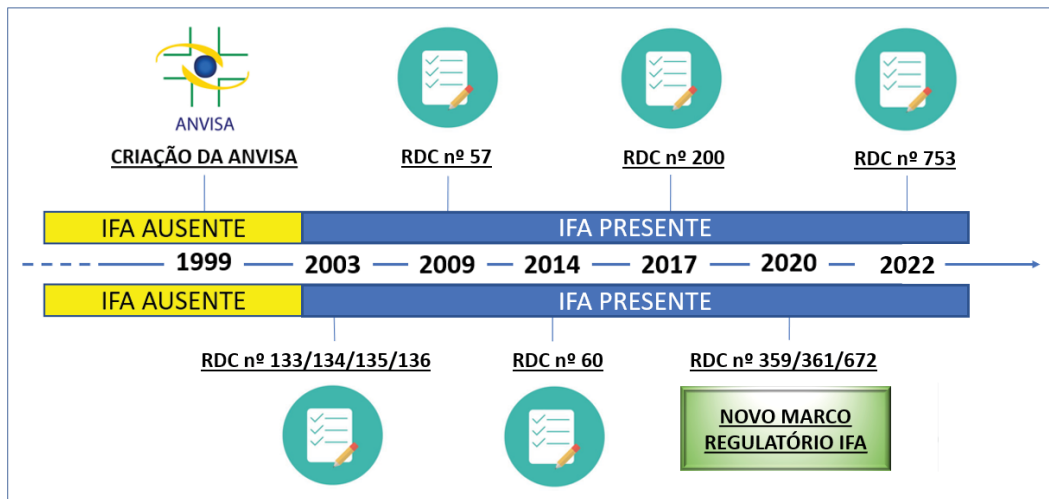 ANVISA
CRIAÇÃO DA ANVISA
RDC nº 57
RDC nº 200
RDC nº 753
IFA AUSENTE
IFA PRESENTE
1999
2003
2009
2014
2017
2020
2022
IFA AUSENTE
IFA PRESENTE
RDC nº 133/134/135/136
RDC nº 60
RDC nº 359/361/672
NOVO MARCO
REGULATÓRIO IFA